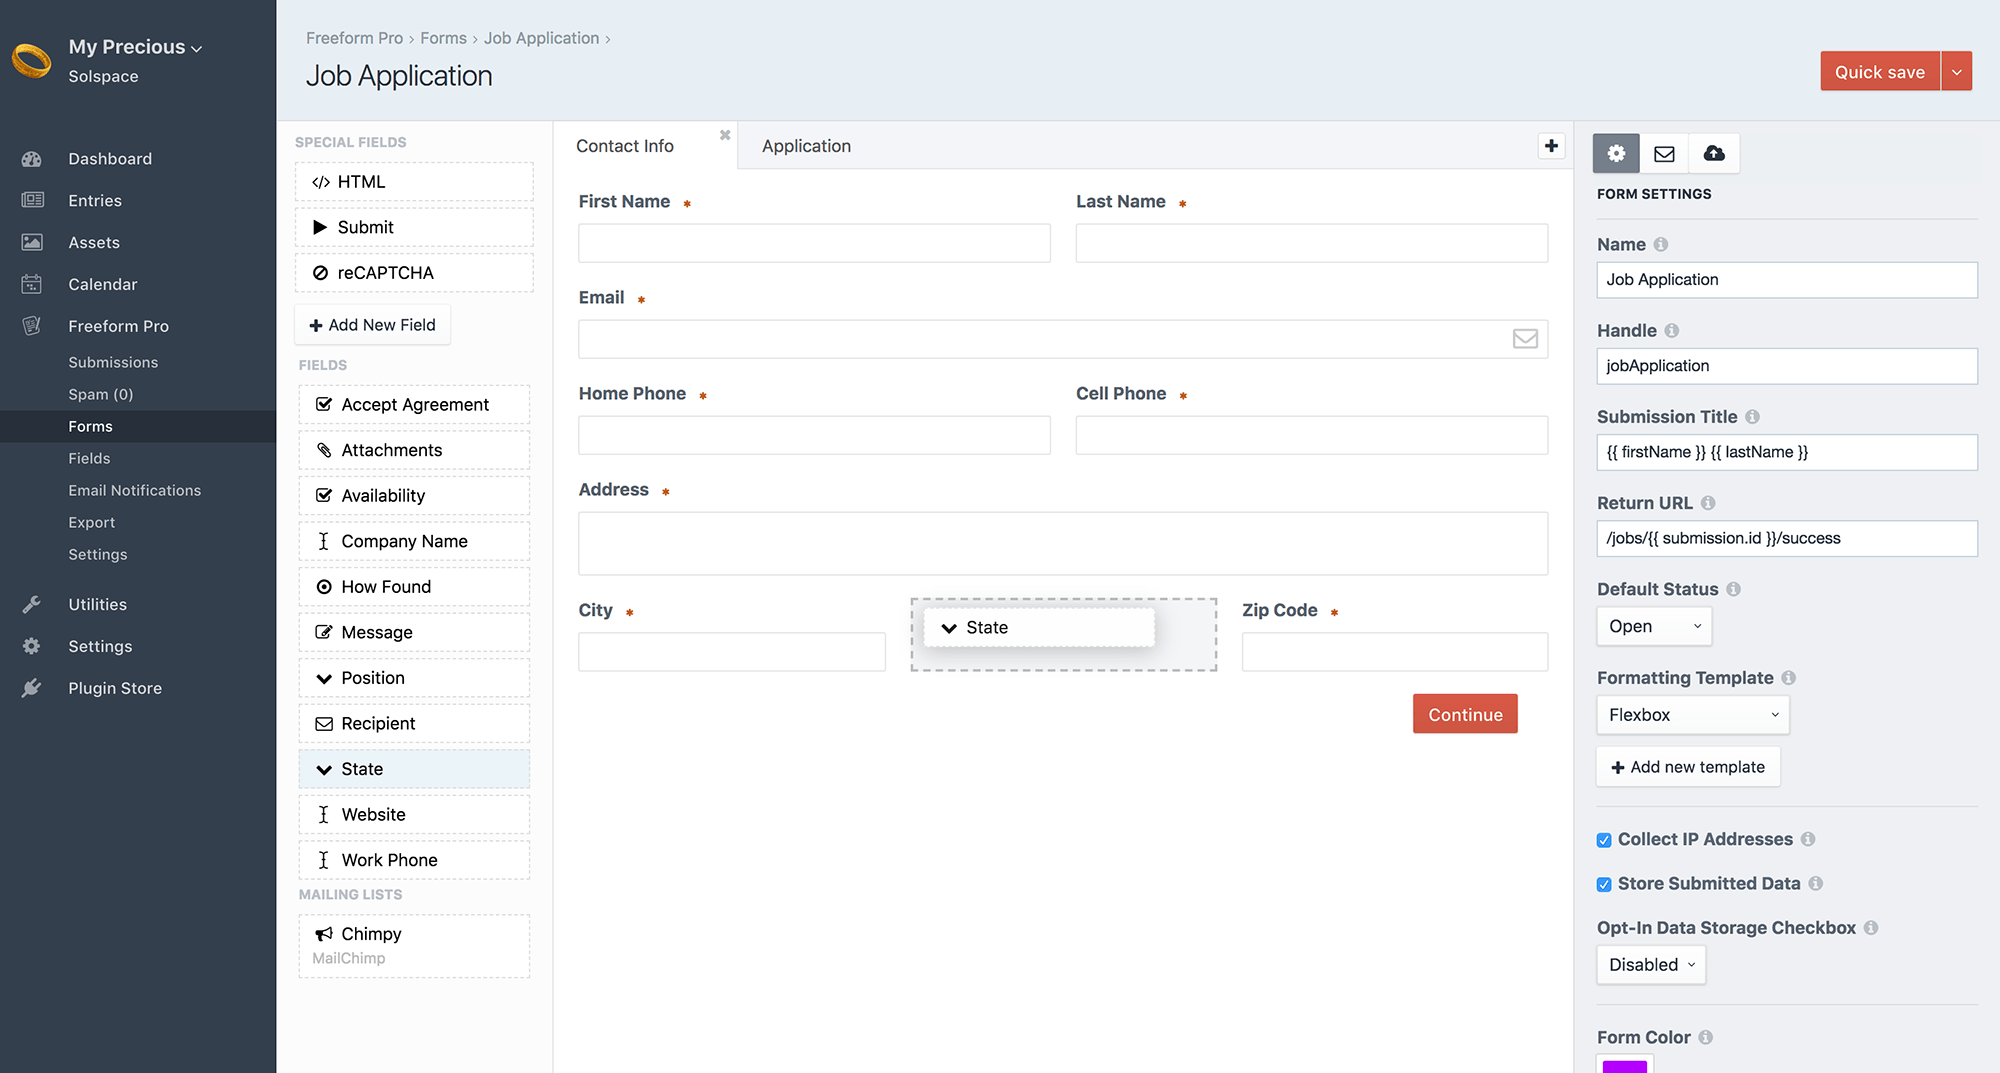 My Precious
Solspace
Dashboard
Entries
Assets
Calendar
Freeform Pro
Submissions
Spam (0)
Forms
Fields
Email Notifications
Export
Settings
Utilities
Settings
Plugin Store
Freeform Pro › Forms › Job Application ›
Job Application
Quick save
SPECIAL FIELDS
HTML
Submit
reCAPTCHA
Add New Field
FIELDS
Accept Agreement
Attachments
Availability
Company Name
How Found
Message
Position
Recipient
State
Website
Work Phone
MAILING LISTS
Chimpy
MailChimp
Contact Info
Application
First Name *
Last Name *
Email *
Home Phone *
Cell Phone *
Address *
City *
State
Zip Code *
Continue
FORM SETTINGS
Name
Job Application
Handle
jobApplication
Submission Title
{{ firstName }} {{ lastName }}
Return URL
/jobs/{{ submission.id }}/success
Default Status
Open
Formatting Template
Flexbox
Add new template
Collect IP Addresses
Store Submitted Data
Opt-In Data Storage Checkbox
Disabled
Form Color